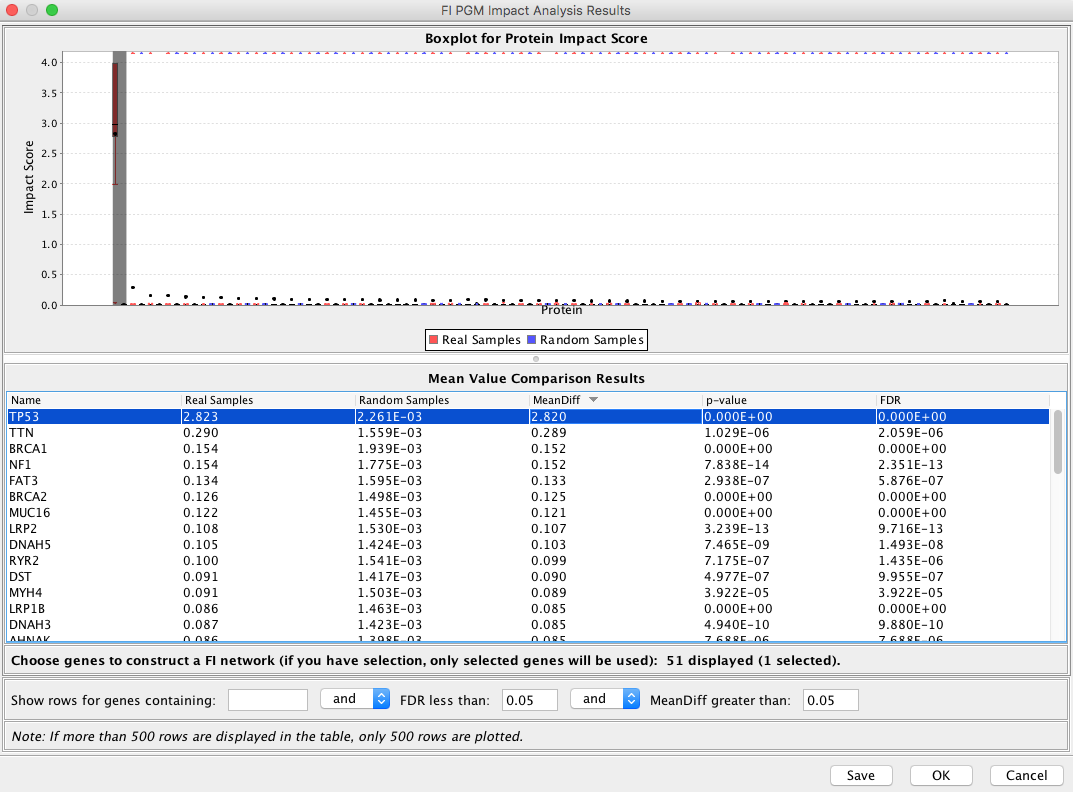 FI PGM Impact Analysis Results
Boxplot for Protein Impact Score
4.0
3.5
3.0
2.5
2.0
1.5
1.0
0.5
0.0
Impact Score
Protein
Real Samples Random Samples
Mean Value Comparison Results
Name Real Samples Random Samples MeanDiff p-value FDR
TP53 2.823 2.261E-03 2.820 0.000E+00 0.000E+00
TTN 0.290 1.559E-03 0.289 1.029E-06 2.059E-06
BRCA1 0.154 1.939E-03 0.152 0.000E+00 0.000E+00
NF1 0.154 1.775E-03 0.152 7.838E-14 2.351E-13
FAT3 0.134 1.595E-03 0.133 2.938E-07 5.876E-07
BRCA2 0.126 1.498E-03 0.125 0.000E+00 0.000E+00
MUC16 0.122 1.455E-03 0.121 0.000E+00 0.000E+00
LRP2 0.108 1.530E-03 0.107 3.239E-13 9.716E-13
DNAH5 0.105 1.424E-03 0.103 7.465E-09 1.493E-08
RYR2 0.100 1.541E-03 0.099 7.175E-07 1.435E-06
DST 0.091 1.417E-03 0.090 4.977E-07 9.955E-07
MYH4 0.091 1.503E-03 0.089 3.922E-05 3.922E-05
LRP1B 0.086 1.463E-03 0.085 0.000E+00 0.000E+00
DNAH3 0.087 1.423E-03 0.085 4.940E-10 9.880E-10
AHNAK 0.086 1.398E-03 0.085 7.688E-06 7.688E-06
Choose genes to construct a FI network (if you have selection, only selected genes will be used): 51 displayed (1 selected).
Show rows for genes containing: and FDR less than: 0.05 and MeanDiff greater than: 0.05
Note: If more than 500 rows are displayed in the table, only 500 rows are plotted.
Save OK Cancel